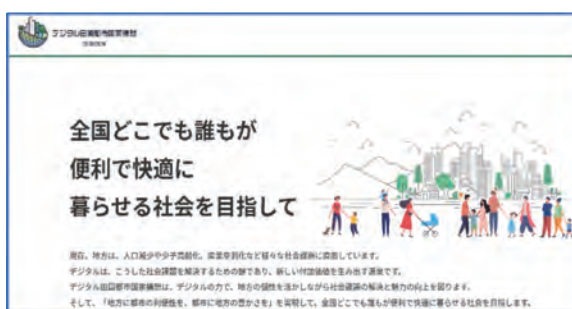 デジタル田園都市国家構想
全国どこでも誰もが
便利で快適に
暮らせる社会を目指して
現在、地方は、人口減少や少子高齢化、産業空洞化など様々な社会課題に直面しています。
デジタルは、こうした社会課題を解決するための鍵であり、新しい付加価値を生み出す源泉です。
デジタル田園都市国家構想は、デジタルの力で、地方の個性を活かしながら社会課題の解決と魅力の向上を図ります。
そして、「地方に都市の利便性を、都市に地方の豊かさを」を実現して、全国どこでも誰もが便利で快適に暮らせる社会を目指します。